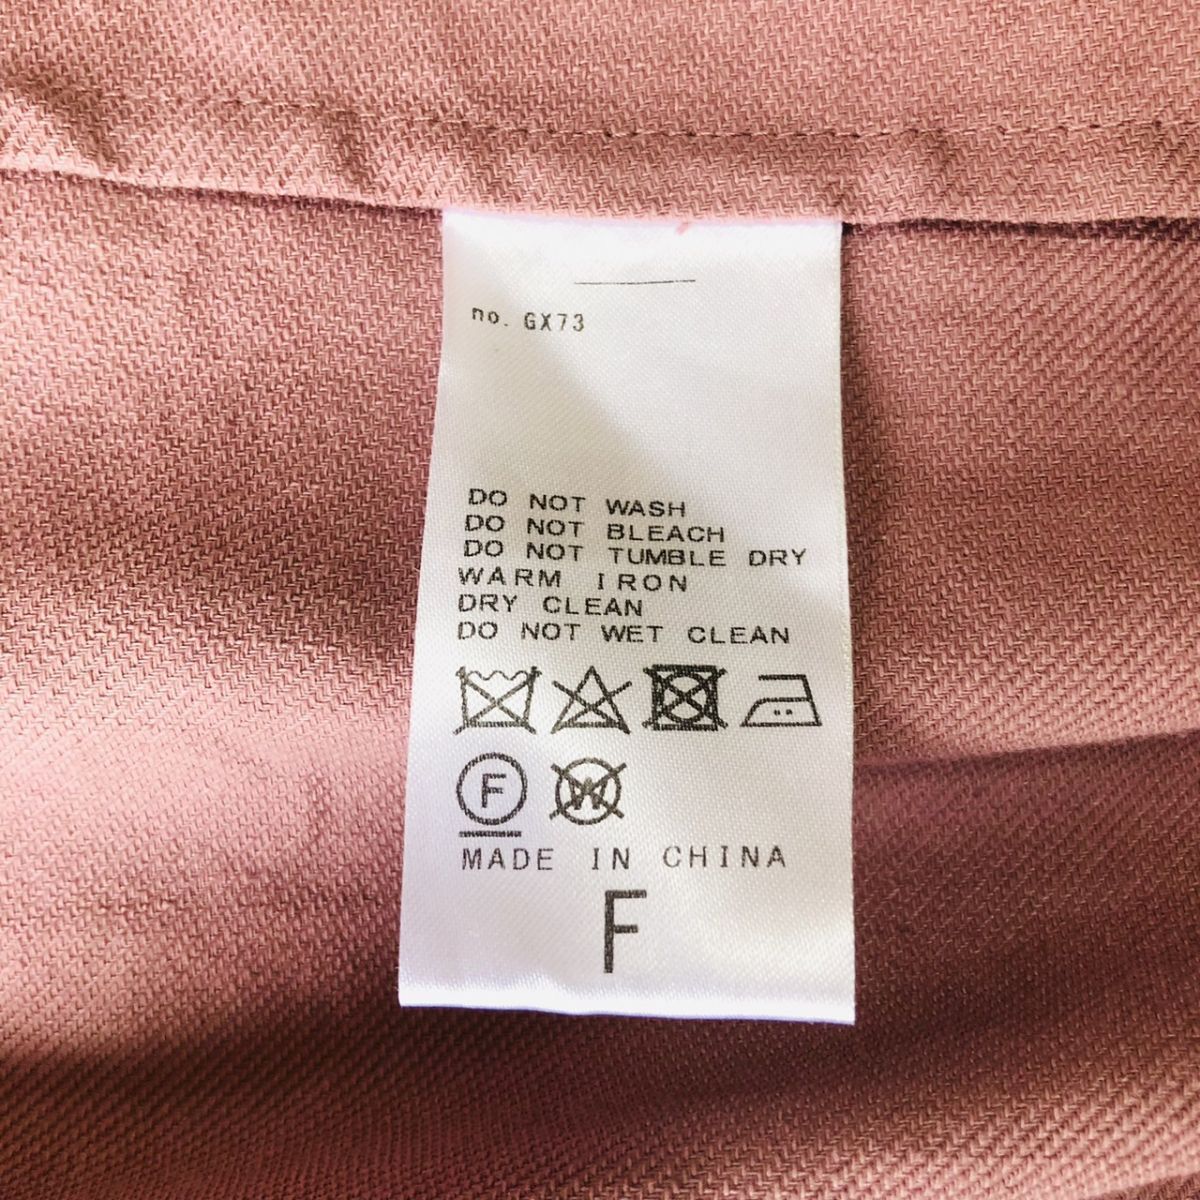 no. GX73
DO NOT WASH
DO NOT BLEACH
DO NOT TUMBLE DRY
WARM IRON
DRY CLEAN
DO NOT WET CLEAN
F W
MADE IN CHINA
F